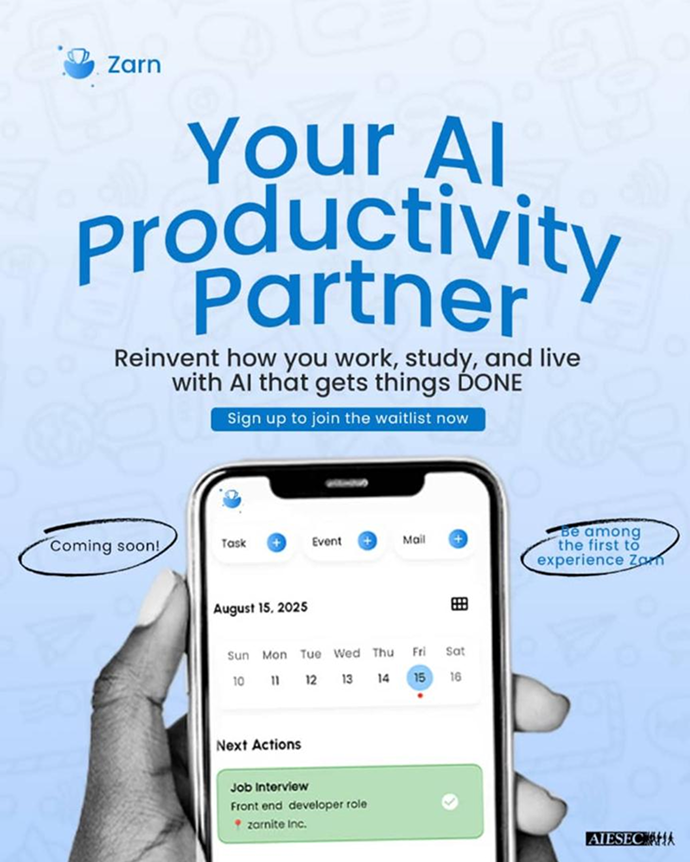 Zarn
Your AI
Productivity
Partner
Reinvent how you work, study, and live
with AI that gets things DONE
Sign up to join the waitlist now
Coming soon!
Be among
the first to
experience Zarn
Task
Event
Mail
August 15, 2025
Sun Mon Tue Wed Thu Fri Sat
10 11 12 13 14 15 16
Next Actions
Job Interview
Front end developer role
zarnite Inc.
AIESEC